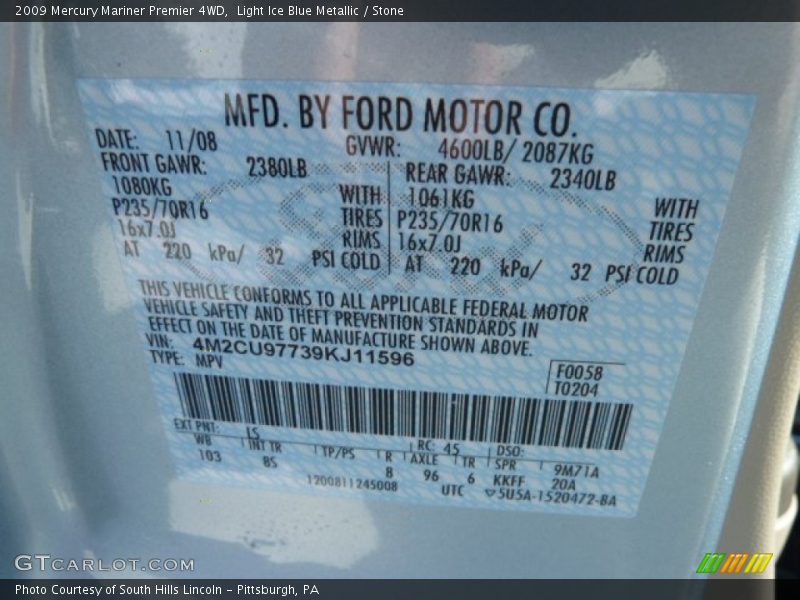 2009 Mercury Mariner Premier 4WD,  Light Ice Blue Metallic / Stone
MFD. BY FORD MOTOR CO.
DATE: 11/08 GVWR: 4600LB/ 2087KG
FRONT GAWR: 2380LB REAR GAWR: 2340LB
1080KG WITH 1061KG WITH
P235/70R16 TIRES P235/70R16 TIRES
16x7.0J RIMS 16x7.0J RIMS
AT 220 kPa/ 32 PSI COLD AT 220 kPa/ 32 PSI COLD
THIS VEHICLE CONFORMS TO ALL APPLICABLE FEDERAL MOTOR
VEHICLE SAFETY AND THEFT PREVENTION STANDARDS IN
EFFECT ON THE DATE OF MANUFACTURE SHOWN ABOVE.
VIN: 4M2CU97739KJ11596
TYPE: MPV
F0058
T0204
EXT PNT: LS RC: 45 DSO:
WB INT TR TP/PS R AXLE TR SPR 9M71A
103 8S 8 96 6 KKFF 20A
1200811245008 UTC ▽5U5A-1520472-BA
GTCARLOT.COM
Photo Courtesy of South Hills Lincoln - Pittsburgh, PA